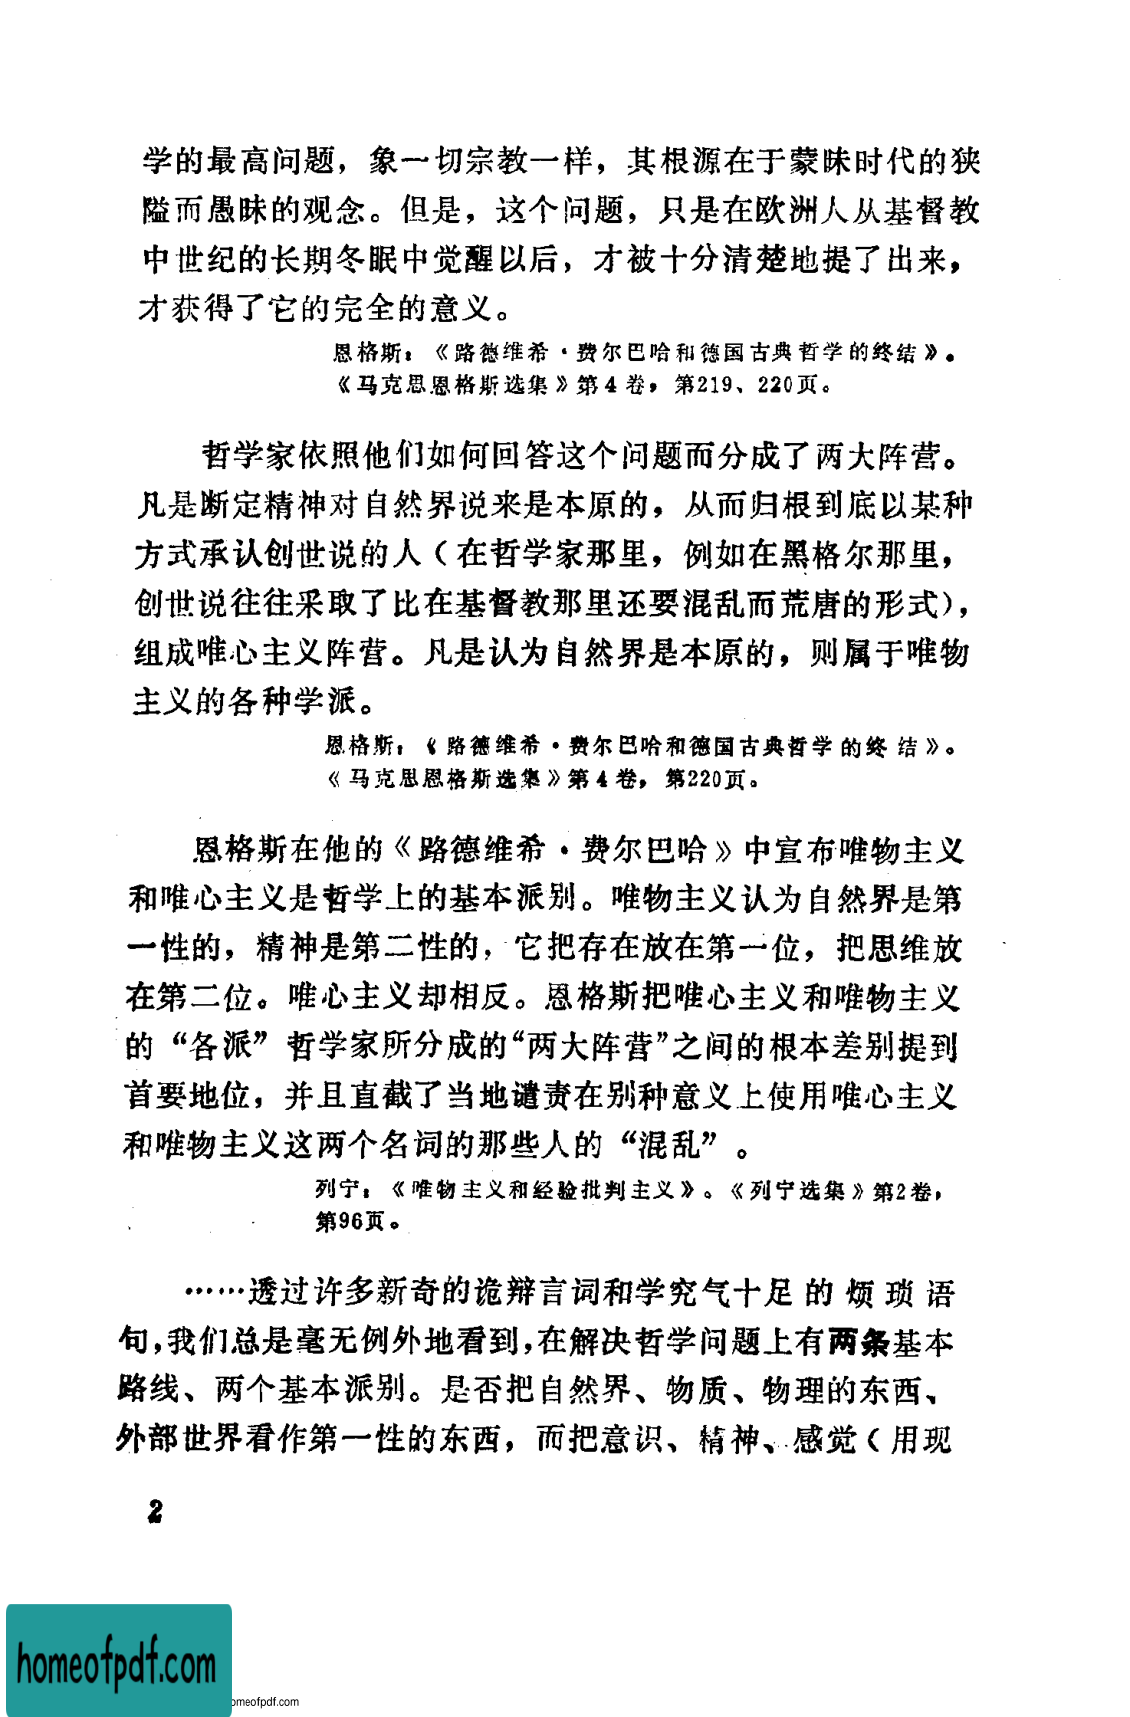 学的最高问题，象一切宗教一样，其根源在于蒙昧时代的狭
隘而愚昧的观念。但是，这个问题，只是在欧洲人从基督教
中世纪的长期冬眠中觉醒以后，才被十分清楚地提了出来，
才获得了它的完全的意义。
恩格斯：《路德维希·费尔巴哈和德国古典哲学的终结》。
《马克思恩格斯选集》第4卷，第219、220页。
哲学家依照他们如何回答这个问题而分成了两大阵营。
凡是断定精神对自然界说来是本原的，从而归根到底以某种
方式承认创世说的人（在哲学家那里，例如在黑格尔那里，
创世说往往采取了比在基督教那里还要混乱而荒唐的形式），
组成唯心主义阵营。凡是认为自然界是本原的，则属于唯物
主义的各种学派。
恩格斯：《路德维希·费尔巴哈和德国古典哲学的终结》。
《马克思恩格斯选集》第4卷，第220页。
恩格斯在他的《路德维希·费尔巴哈》中宣布唯物主义
和唯心主义是哲学上的基本派别。唯物主义认为自然界是第
一性的，精神是第二性的，它把存在放在第一位，把思维放
在第二位。唯心主义却相反。恩格斯把唯心主义和唯物主义
的“各派”哲学家所分成的“两大阵营”之间的根本差别提到
首要地位，并且直截了当地谴责在别种意义上使用唯心主义
和唯物主义这两个名词的那些人的“混乱”。
列宁：《唯物主义和经验批判主义》。《列宁选集》第2卷，
第96页。
……透过许多新奇的诡辩言词和学究气十足的烦琐语
句，我们总是毫无例外地看到，在解决哲学问题上有两条基本
路线、两个基本派别。是否把自然界、物质、物理的东西、
外部世界看作第一性的东西，而把意识、精神、感觉（用现
2
homeofpdf.com
omeofpdf.com